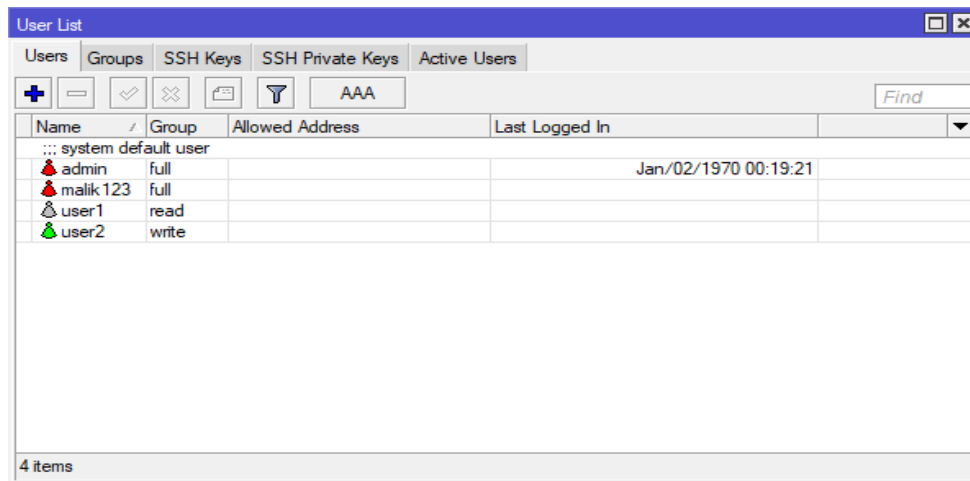 User List
Users Groups SSH Keys SSH Private Keys Active Users
AAA Find
Name Group Allowed Address Last Logged In
;;; system default user
admin full Jan/02/1970 00:19:21
malik123 full
user1 read
user2 write
4 items